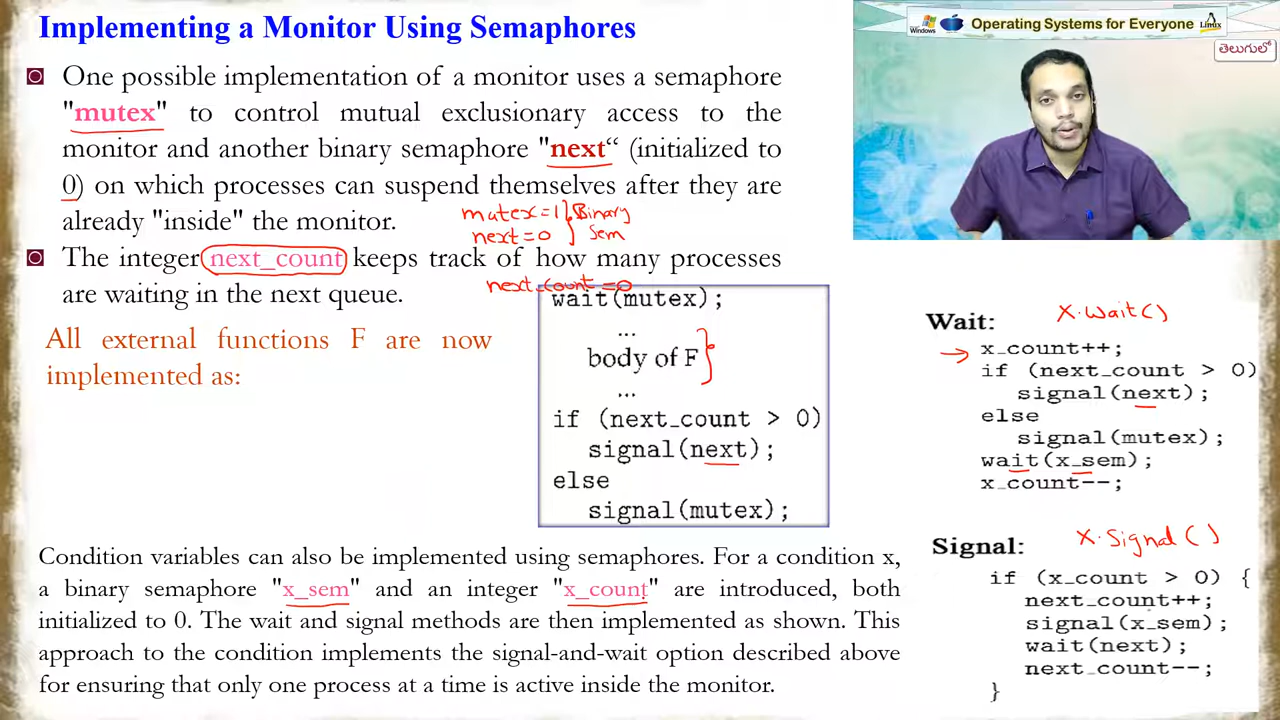 Implementing a Monitor Using Semaphores
One possible implementation of a monitor uses a semaphore
"mutex" to control mutual exclusionary access to the
monitor and another binary semaphore "next“ (initialized to
0) on which processes can suspend themselves after they are
already "inside" the monitor.
mutex=1 } Binary
next=0 } Sem
The integer next_count keeps track of how many processes
are waiting in the next queue.
next_count =0
All external functions F are now
implemented as:
wait(mutex);
...
body of F }
...
if (next_count > 0)
signal(next);
else
signal(mutex);
Condition variables can also be implemented using semaphores. For a condition x,
a binary semaphore "x_sem" and an integer "x_count" are introduced, both
initialized to 0. The wait and signal methods are then implemented as shown. This
approach to the condition implements the signal-and-wait option described above
for ensuring that only one process at a time is active inside the monitor.
Windows
Operating Systems for Everyone
Linux
తెలుగులో
Wait: X.Wait()
→ x_count++;
if (next_count > 0)
signal(next);
else
signal(mutex);
wait(x_sem);
x_count--;
Signal: X.Signal()
if (x_count > 0) {
next_count++;
signal(x_sem);
wait(next);
next_count--;
}